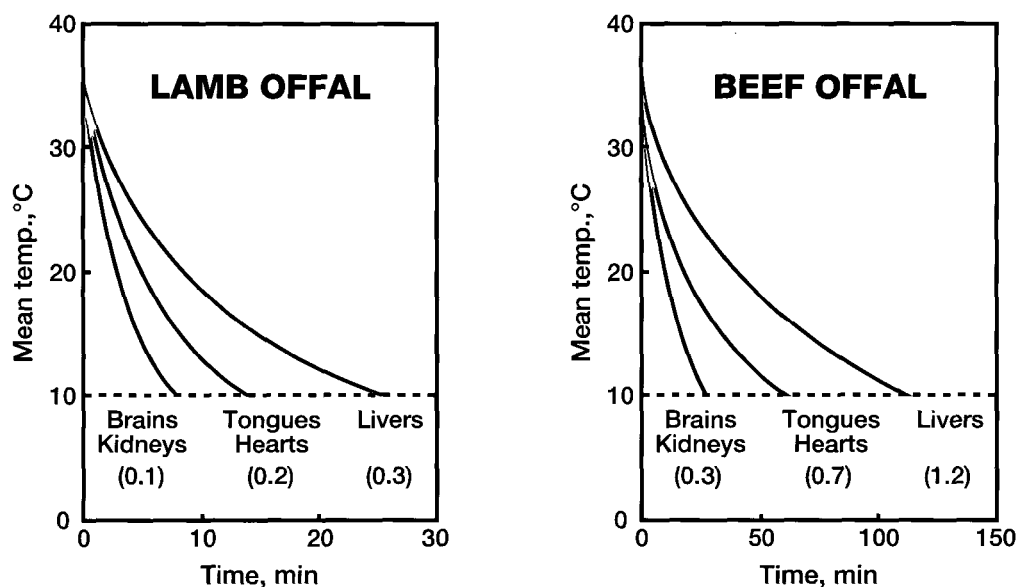 LAMB OFFAL
Mean temp.,°C
40
30
20
10
0
Brains
Kidneys
(0.1)
Tongues
Hearts
(0.2)
Livers
(0.3)
0 10 20 30
Time, min
BEEF OFFAL
Mean temp.,°C
40
30
20
10
0
Brains
Kidneys
(0.3)
Tongues
Hearts
(0.7)
Livers
(1.2)
0 50 100 150
Time, min